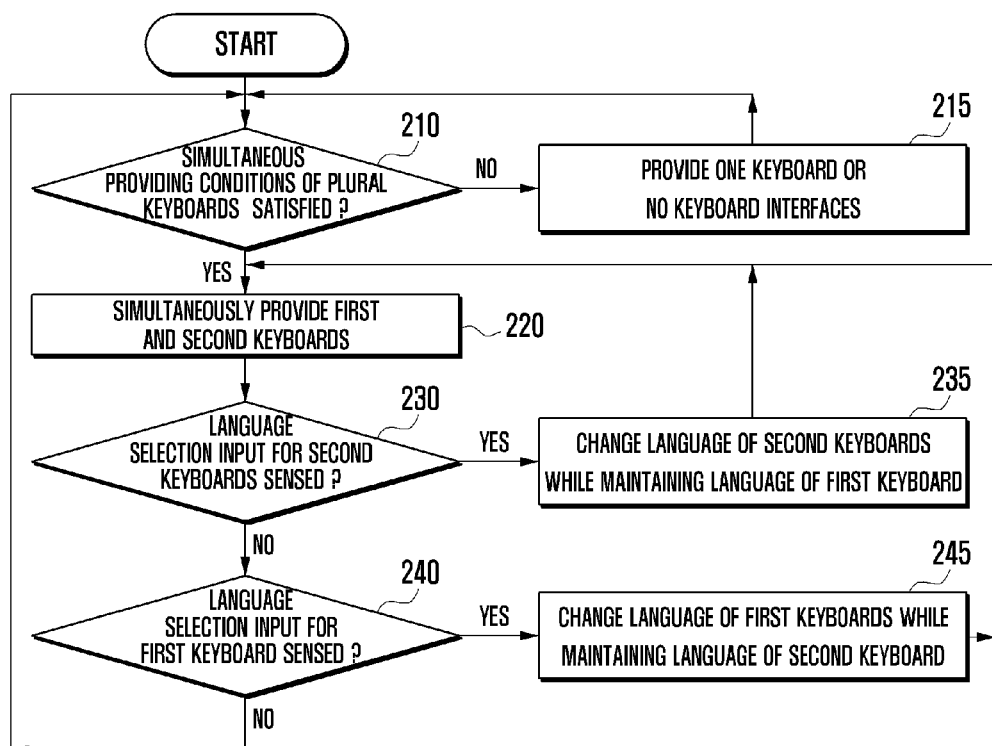 START
210
SIMULTANEOUS
PROVIDING CONDITIONS OF PLURAL
KEYBOARDS SATISFIED ?
NO
215
PROVIDE ONE KEYBOARD OR
NO KEYBOARD INTERFACES
YES
SIMULTANEOUSLY PROVIDE FIRST
AND SECOND KEYBOARDS
220
230
LANGUAGE
SELECTION INPUT FOR SECOND
KEYBOARDS SENSED ?
YES
235
CHANGE LANGUAGE OF SECOND KEYBOARDS
WHILE MAINTAINING LANGUAGE OF FIRST KEYBOARD
NO
240
LANGUAGE
SELECTION INPUT FOR
FIRST KEYBOARD SENSED ?
YES
245
CHANGE LANGUAGE OF FIRST KEYBOARDS WHILE
MAINTAINING LANGUAGE OF SECOND KEYBOARD
NO